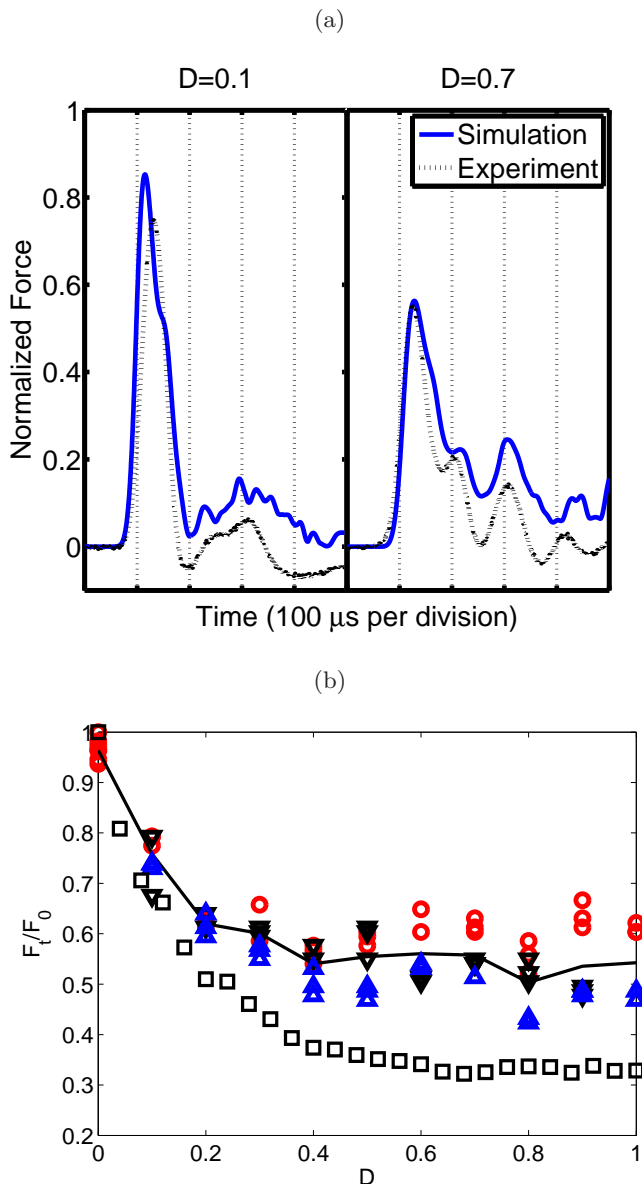 (a)
D=0.1 D=0.7
1
0.8
0.6
0.4
0.2
0
Normalized Force
Simulation
Experiment
Time (100 μs per division)
(b)
1
0.9
0.8
0.7
0.6
0.5
0.4
0.3
0.2
Ft/F0
0 0.2 0.4 0.6 0.8 1
D